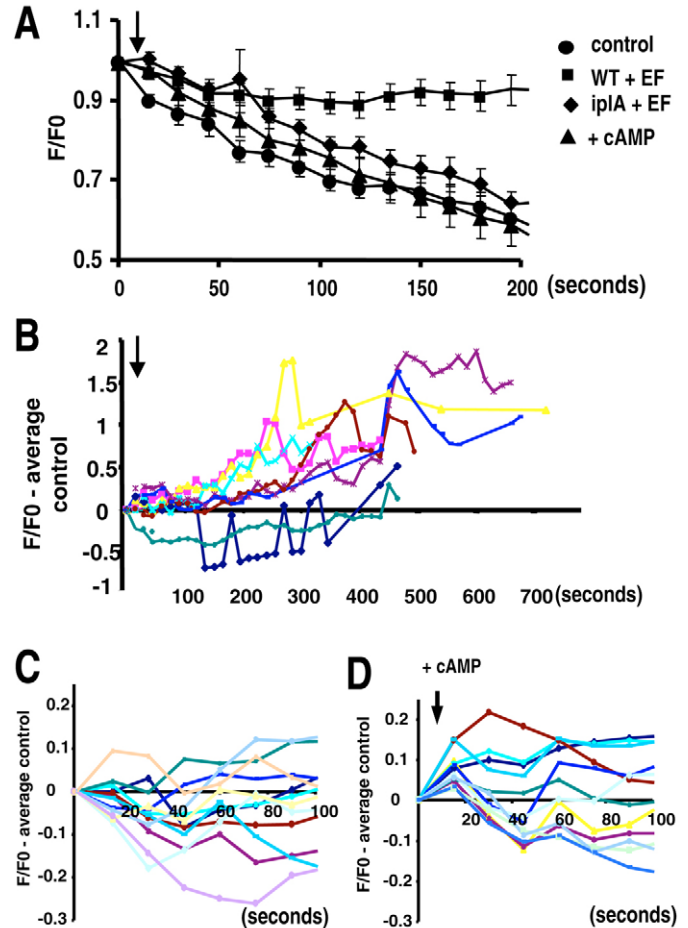 A
1.1
0.9
0.7
0.5
F/F0
0
50
100
150
200
(seconds)
control
WT + EF
iplA + EF
+ cAMP
B
2
1.5
1
0.5
0
-0.5
-1
F/F0 - average
control
100
200
300
400
500
600
700
(seconds)
C
0.2
0.1
0
-0.1
-0.2
-0.3
F/F0 - average control
20
40
60
80
100
(seconds)
D
+ cAMP
0.2
0.1
0
-0.1
-0.2
-0.3
F/F0 - average control
20
40
60
80
100
(seconds)